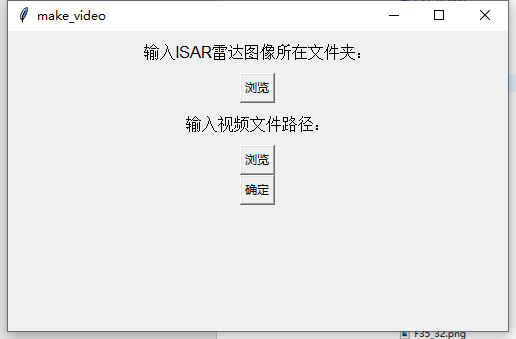 make_video
输入ISAR雷达图像所在文件夹：
浏览
输入视频文件路径：
浏览
确定
F35_32.png